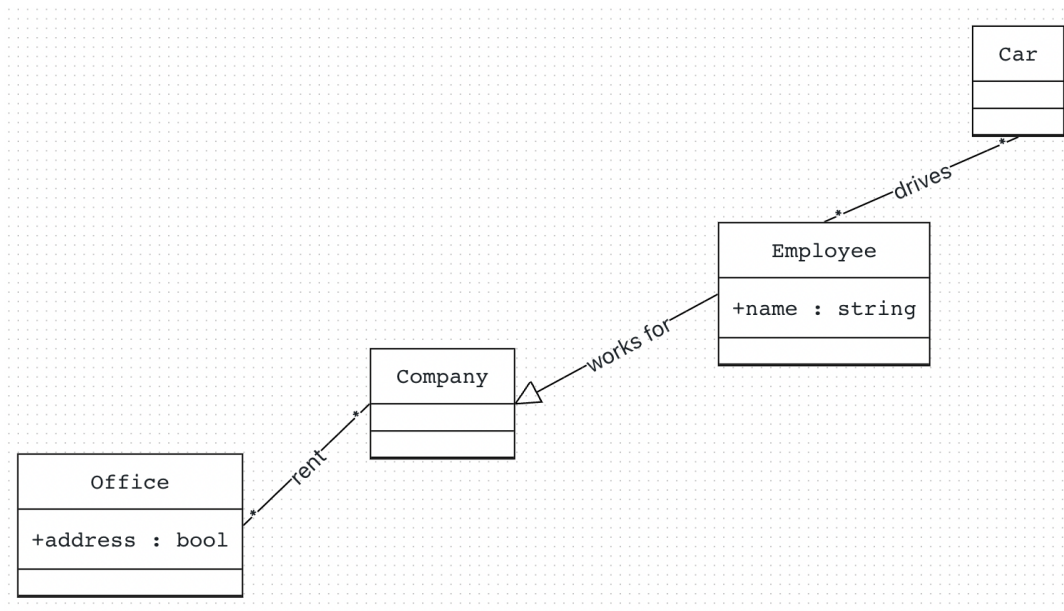 Car
*
drives
*
Employee
+name : string
works for
Company
*
rent
*
Office
+address : bool